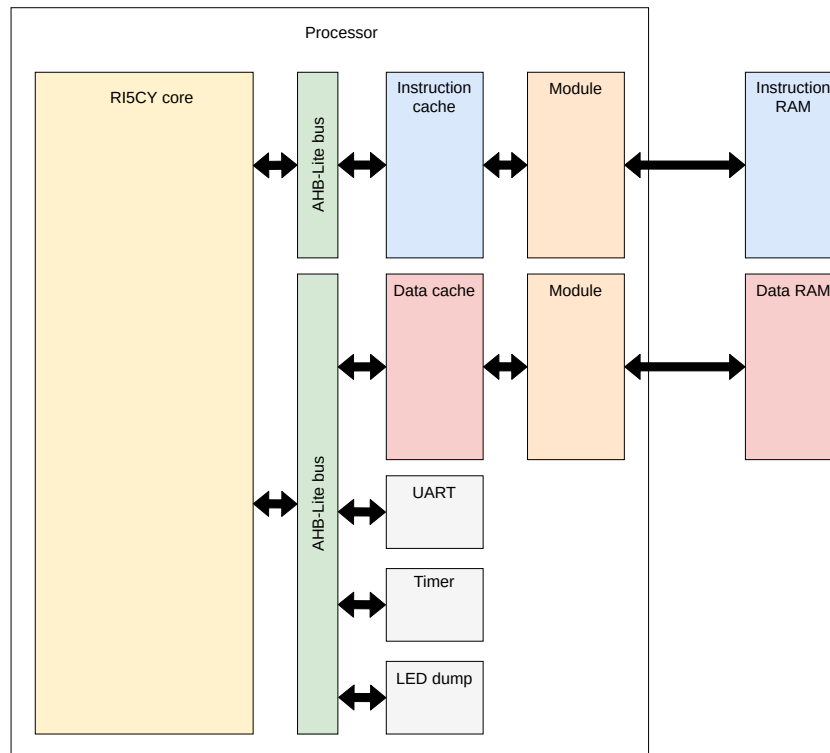 Processor
RI5CY core
AHB-Lite bus
Instruction
cache
Module
Instruction
RAM
AHB-Lite bus
Data cache
Module
Data RAM
UART
Timer
LED dump